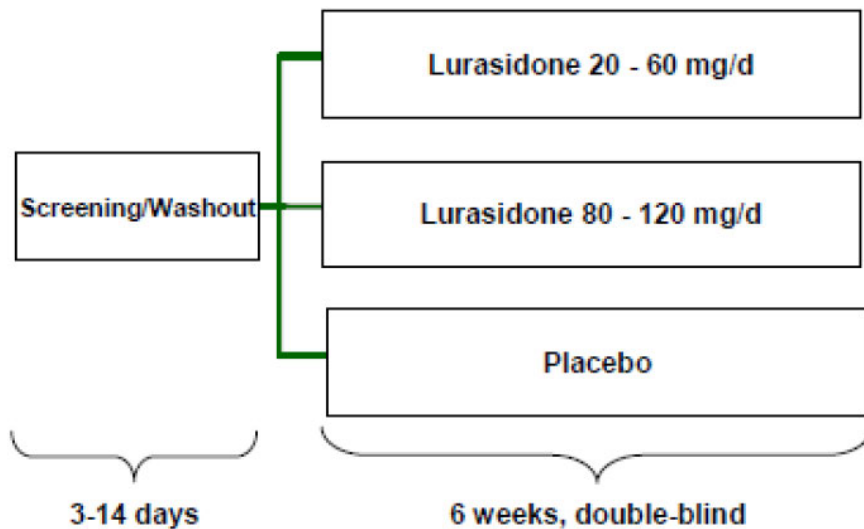 Lurasidone 20 - 60 mg/d
Screening/Washout
Lurasidone 80 - 120 mg/d
Placebo
3-14 days
6 weeks, double-blind